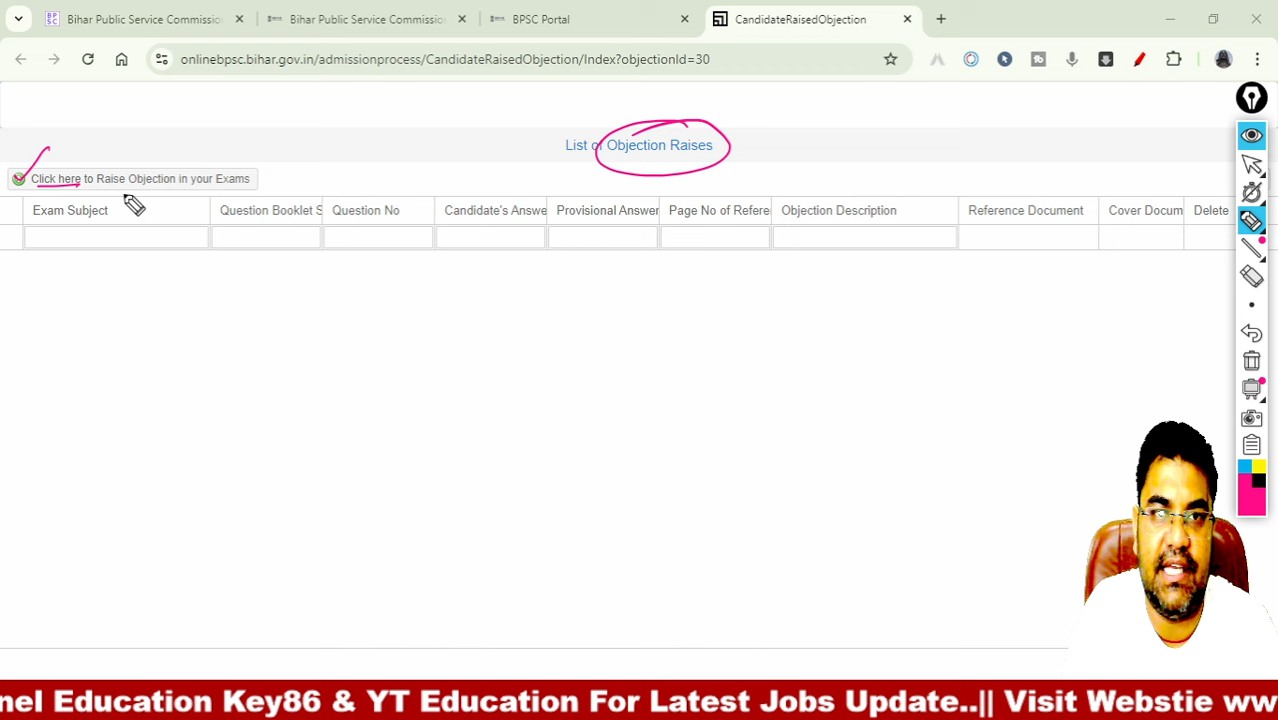 Bihar Public Service Commissio
Bihar Public Service Commissio
BPSC Portal
CandidateRaisedObjection
onlinebpsc.bihar.gov.in/admissionprocess/CandidateRaisedObjection/Index?objectionId=30
List of Objection Raises
Click here to Raise Objection in your Exams
Exam Subject
Question Booklet S
Question No
Candidate's Answe
Provisional Answer
Page No of Refere
Objection Description
Reference Document
Cover Docum
Delete
nel Education Key86 & YT Education For Latest Jobs Update..|| Visit Webstie ww